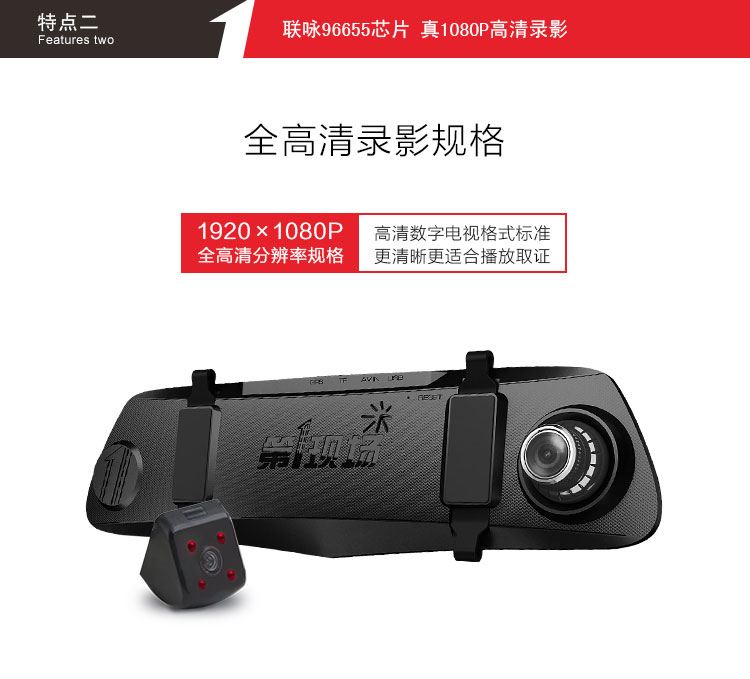 特点二
Features two
联咏96655芯片 真1080P高清录影
全高清录影规格
1920×1080P
全高清分辨率规格
高清数字电视格式标准
更清晰更适合播放取证
GPS TF AV IN USB
RESET
第1现场